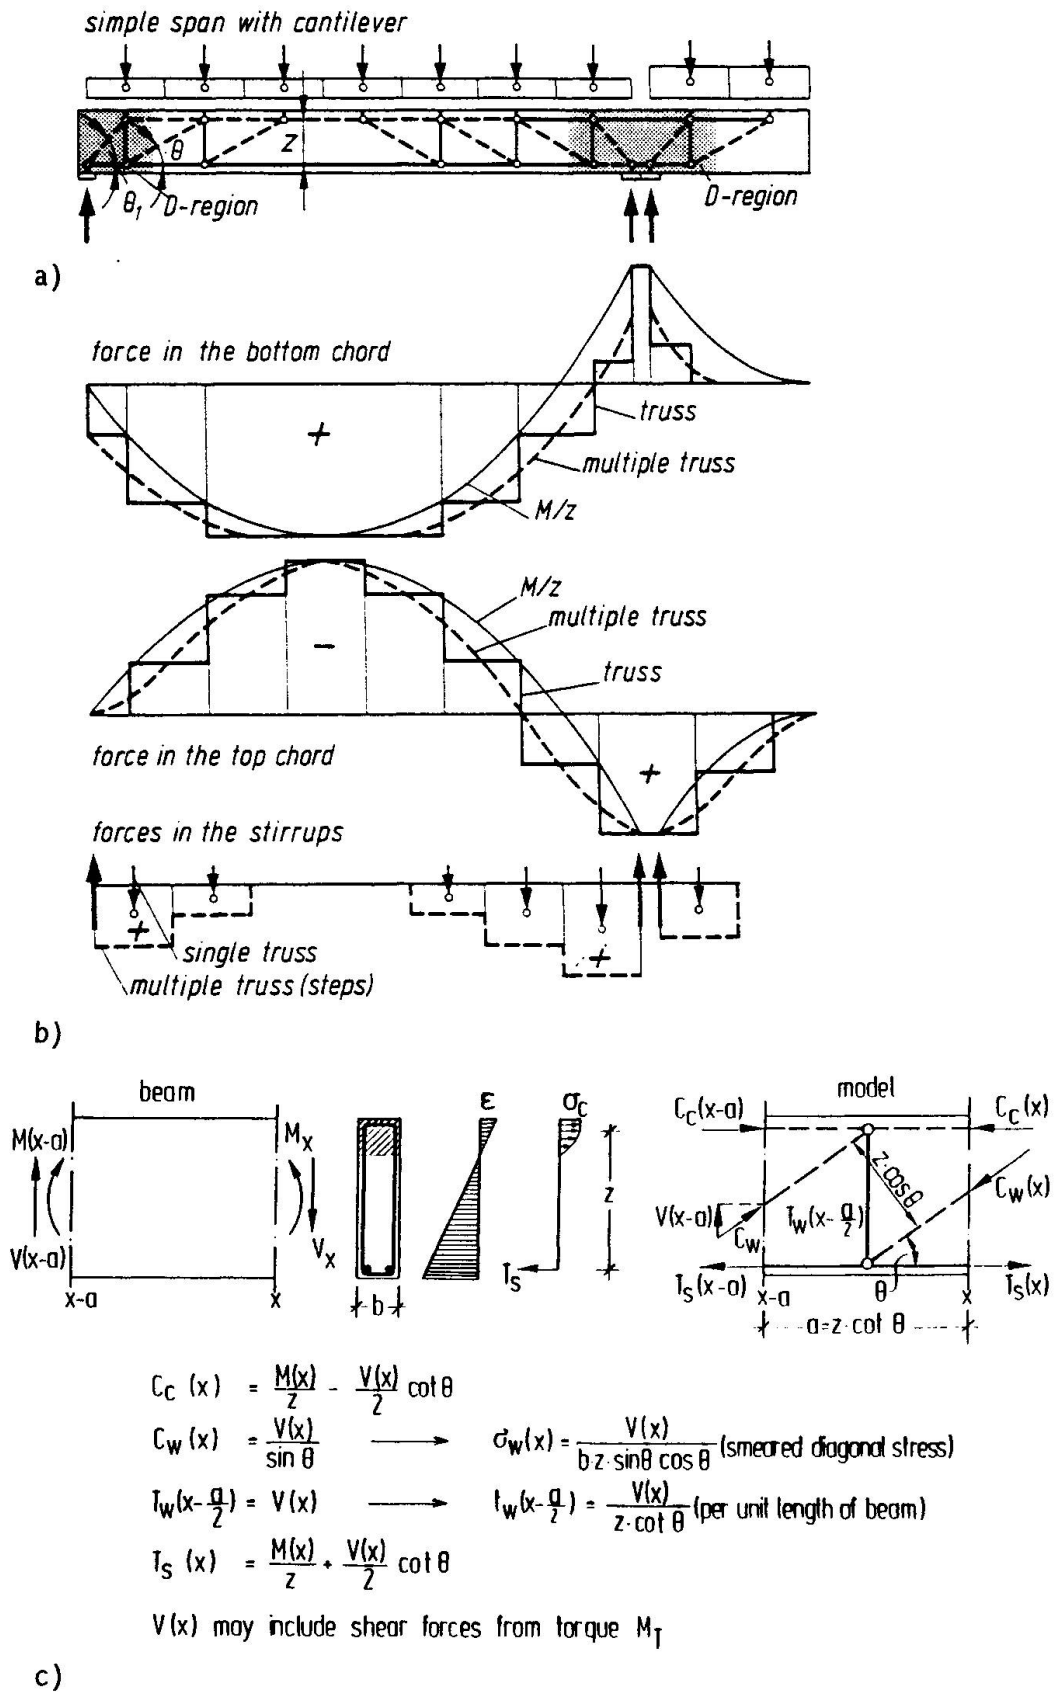 simple span with cantilever
z
θ
θ₁
D-region
D-region
a)
force in the bottom chord
+
truss
multiple truss
M/z
M/z
multiple truss
−
truss
force in the top chord
+
forces in the stirrups
+
+
single truss
multiple truss (steps)
b)
beam
ε
σc
model
Cc(x-a)
Cc(x)
M(x-a)
Mx
z
z·cosθ
Cw(x)
V(x-a)
Cw
Tw(x-a/2)
V(x-a)
Vx
Ts
Ts(x-a)
θ
Ts(x)
x-a
x
b
x-a
x
a=z·cot θ
Cc (x) = M(x)/z - V(x)/2 cotθ
Cw (x) = V(x)/sin θ → σw(x) = V(x)/b·z·sinθ cos θ (smeared diagonal stress)
Tw(x-a/2) = V(x) → tw(x-a/2) = V(x)/z·cot θ (per unit length of beam)
Ts (x) = M(x)/z + V(x)/2 cot θ
V(x) may include shear forces from torque MT
c)